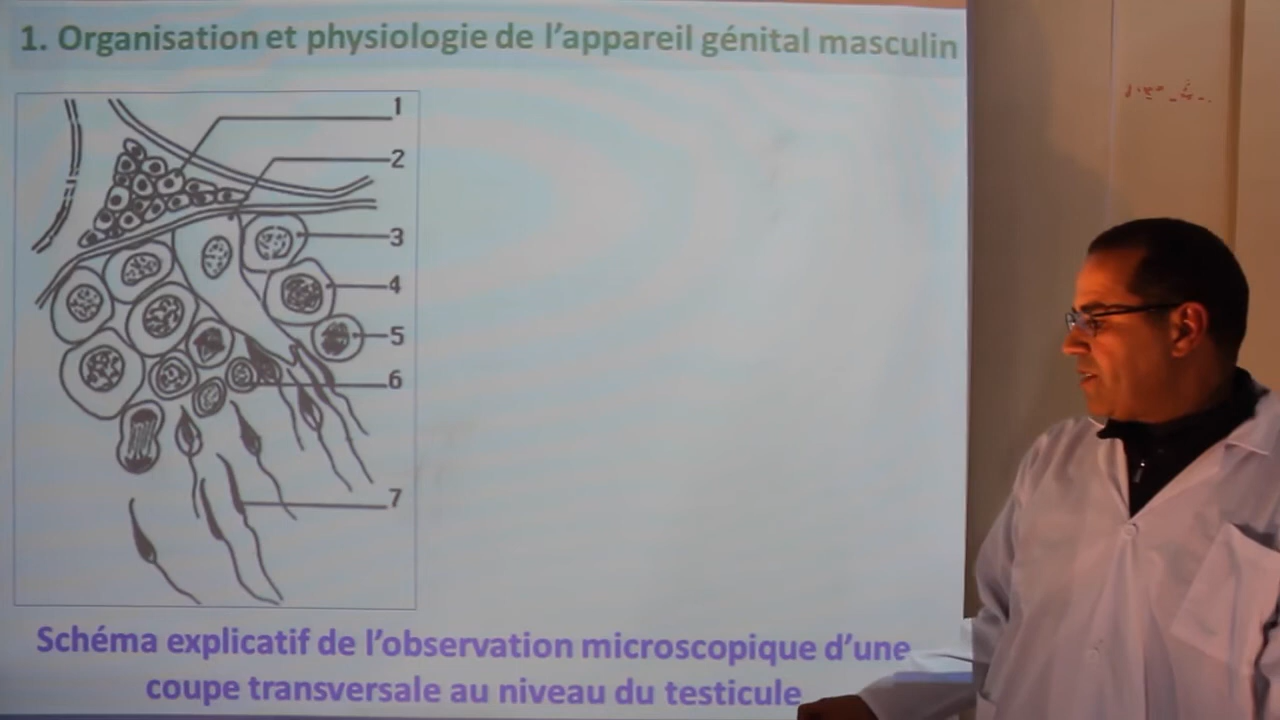 1. Organisation et physiologie de l'appareil génital masculin
1
2
3
4
5
6
7
Schéma explicatif de l'observation microscopique d'une
coupe transversale au niveau du testicule